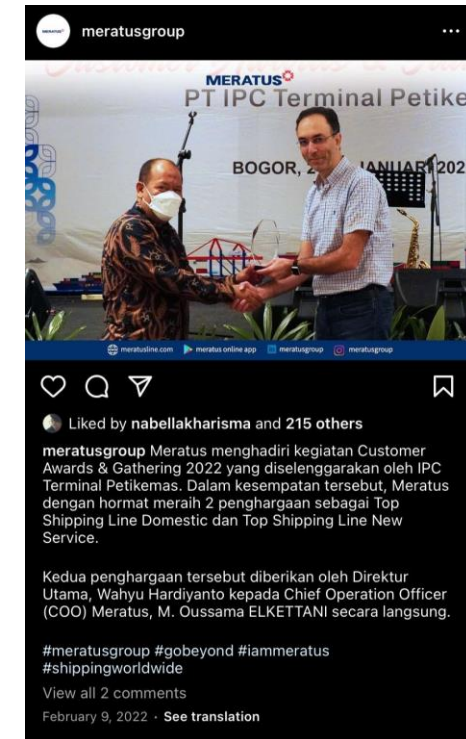 MERATUS
meratusgroup
MERATUS
PT IPC Terminal Petike
BOGOR, 2 JANUARI 202
meratusline.com meratus online app meratusgroup meratusgroup
Liked by nabellakharisma and 215 others
meratusgroup Meratus menghadiri kegiatan Customer
Awards & Gathering 2022 yang diselenggarakan oleh IPC
Terminal Petikemas. Dalam kesempatan tersebut, Meratus
dengan hormat meraih 2 penghargaan sebagai Top
Shipping Line Domestic dan Top Shipping Line New
Service.
Kedua penghargaan tersebut diberikan oleh Direktur
Utama, Wahyu Hardiyanto kepada Chief Operation Officer
(COO) Meratus, M. Oussama ELKETTANI secara langsung.
#meratusgroup #gobeyond #iammeratus
#shippingworldwide
View all 2 comments
February 9, 2022 · See translation